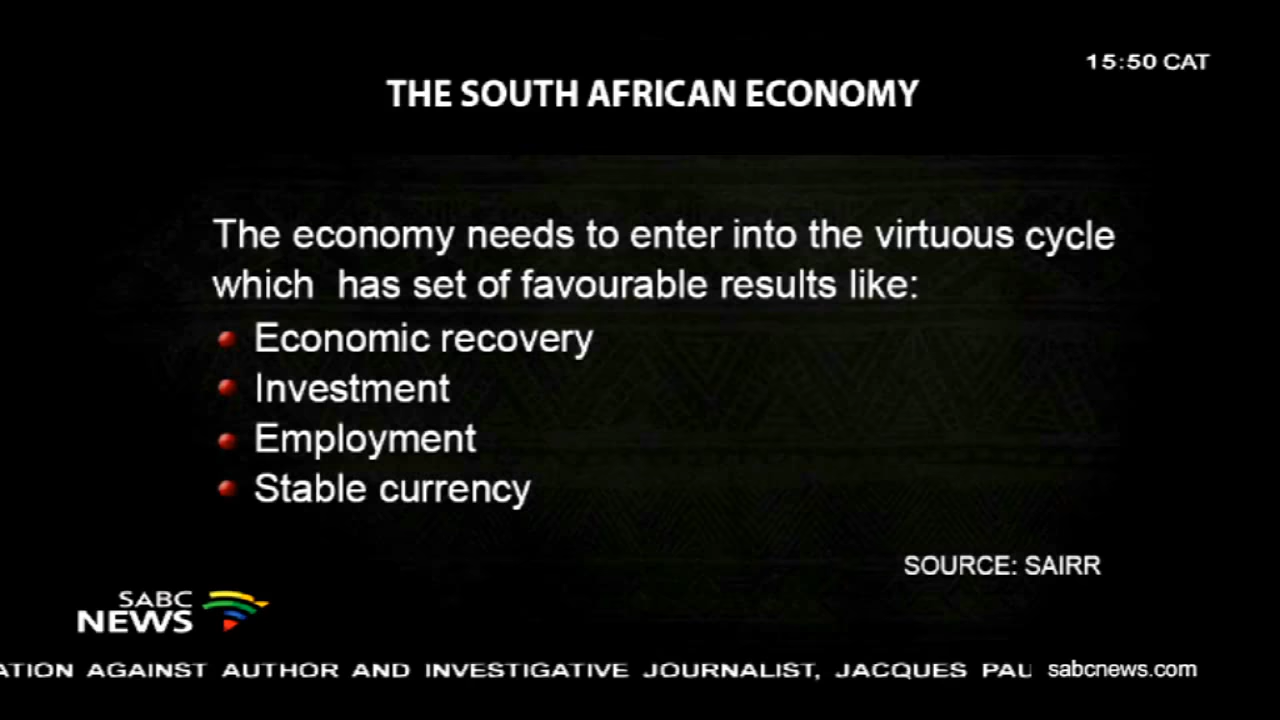 15:50 CAT
THE SOUTH AFRICAN ECONOMY
The economy needs to enter into the virtuous cycle
which  has set of favourable results like:
Economic recovery
Investment
Employment
Stable currency
SOURCE: SAIRR
SABC
NEWS
AGAINST AUTHOR AND INVESTIGATIVE JOURNALIST, JACQUES sabcnews.com